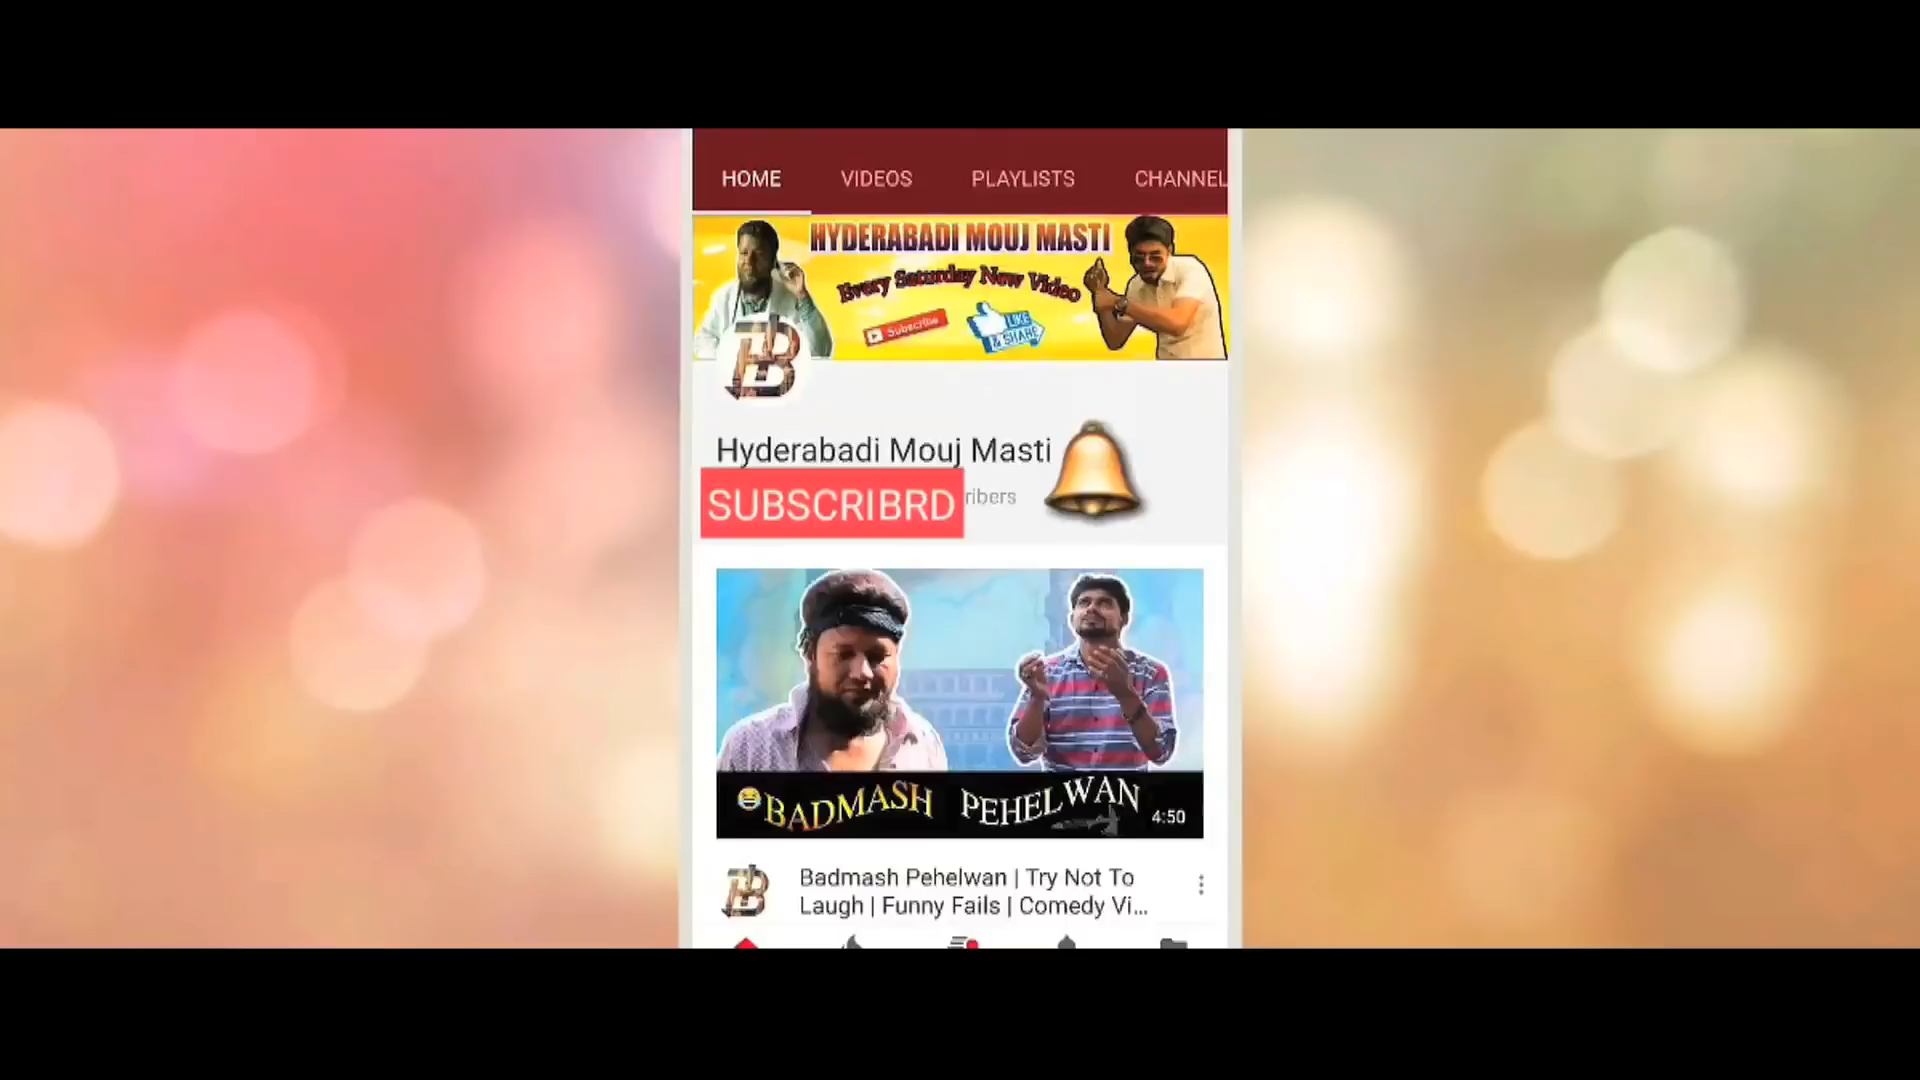 HOME VIDEOS PLAYLISTS CHANNEL
HYDERABADI MOUJ MASTI
Every Saturday New Video
Subscribe
LIKE
& SHARE
Hyderabadi Mouj Masti
SUBSCRIBRD ribers
BADMASH PEHELWAN
4:50
Badmash Pehelwan | Try Not To
Laugh | Funny Fails | Comedy Vi...